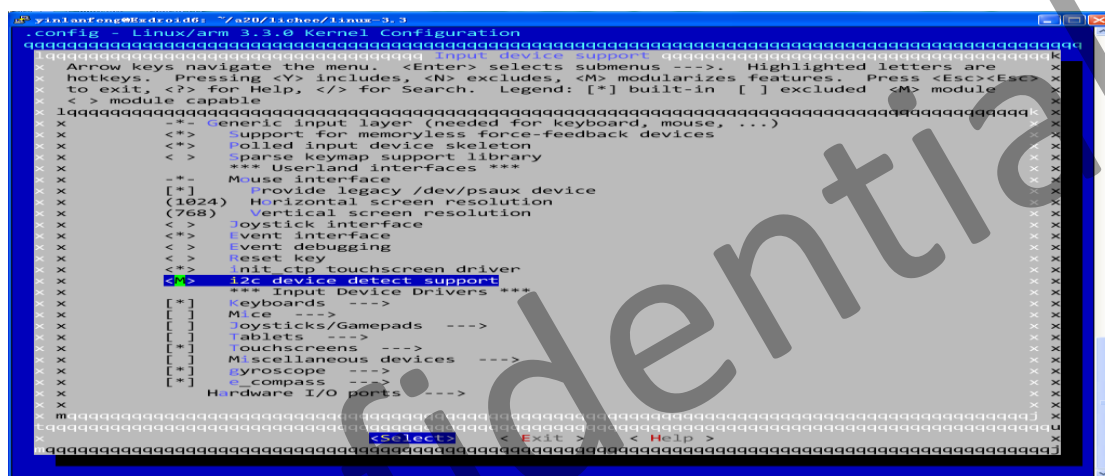 yinlanfeng@Exdroid6: ~/a20/lichee/linux-3.3
.config - Linux/arm 3.3.0 Kernel Configuration
Input device support
Arrow keys navigate the menu. <Enter> selects submenus --->. Highlighted letters are
hotkeys. Pressing <Y> includes, <N> excludes, <M> modularizes features. Press <Esc><Esc>
to exit, <?> for Help, </> for Search. Legend: [*] built-in [ ] excluded <M> module
< > module capable
-*- Generic input layer (needed for keyboard, mouse, ...)
<*> Support for memoryless force-feedback devices
<*> Polled input device skeleton
< > Sparse keymap support library
*** Userland interfaces ***
-*- Mouse interface
[*] Provide legacy /dev/psaux device
(1024) Horizontal screen resolution
(768) Vertical screen resolution
< > Joystick interface
<*> Event interface
< > Event debugging
< > Reset key
<*> init_ctp touchscreen driver
<M> i2c device detect support
*** Input Device Drivers ***
[*] Keyboards --->
[ ] Mice --->
[ ] Joysticks/Gamepads --->
[ ] Tablets --->
[*] Touchscreens --->
[ ] Miscellaneous devices --->
[*] gyroscope --->
[*] e_compass --->
Hardware I/O ports --->
<Select> < Exit > < Help >
fidential